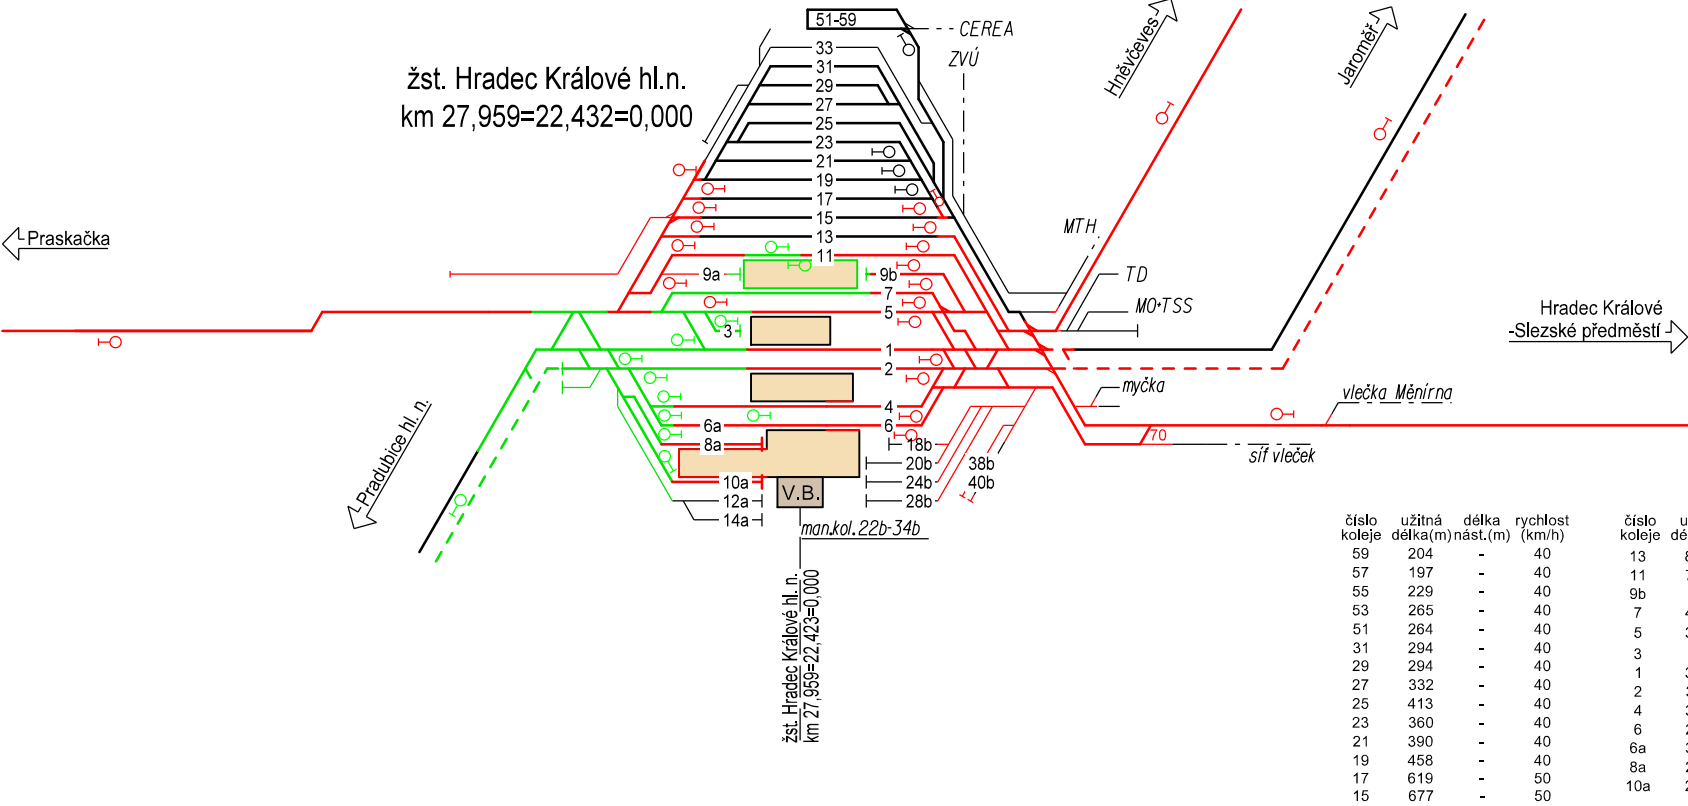 51-59
CEREA
ZVÚ
33
31
29
27
25
23
21
19
17
15
13
11
9a
9b
7
5
3
1
2
4
6a
6
8a
18b
20b
38b
10a
24b
40b
12a
28b
14a
V.B.
man.kol.22b-34b
žst. Hradec Králové hl.n.
km 27,959=22,432=0,000
Hněvčeves
Jaroměř
Praskačka
MTH
TD
MO+TSS
Hradec Králové
-Slezské předměstí
myčka
vlečka Měnírna
70
síť vleček
Pradubice hl. n.
žst. Hradec Králové hl. n.
km 27,959=22,423=0,000
číslo užitná délka rychlost číslo
koleje délka(m) nást.(m) (km/h) koleje
59 204 - 40 13
57 197 - 40 11
55 229 - 40 9b
53 265 - 40 7
51 264 - 40 5
31 294 - 40 3
29 294 - 40 1
27 332 - 40 2
25 413 - 40 4
23 360 - 40 6
21 390 - 40 6a
19 458 - 40 8a
17 619 - 50 10a
15 677 - 50